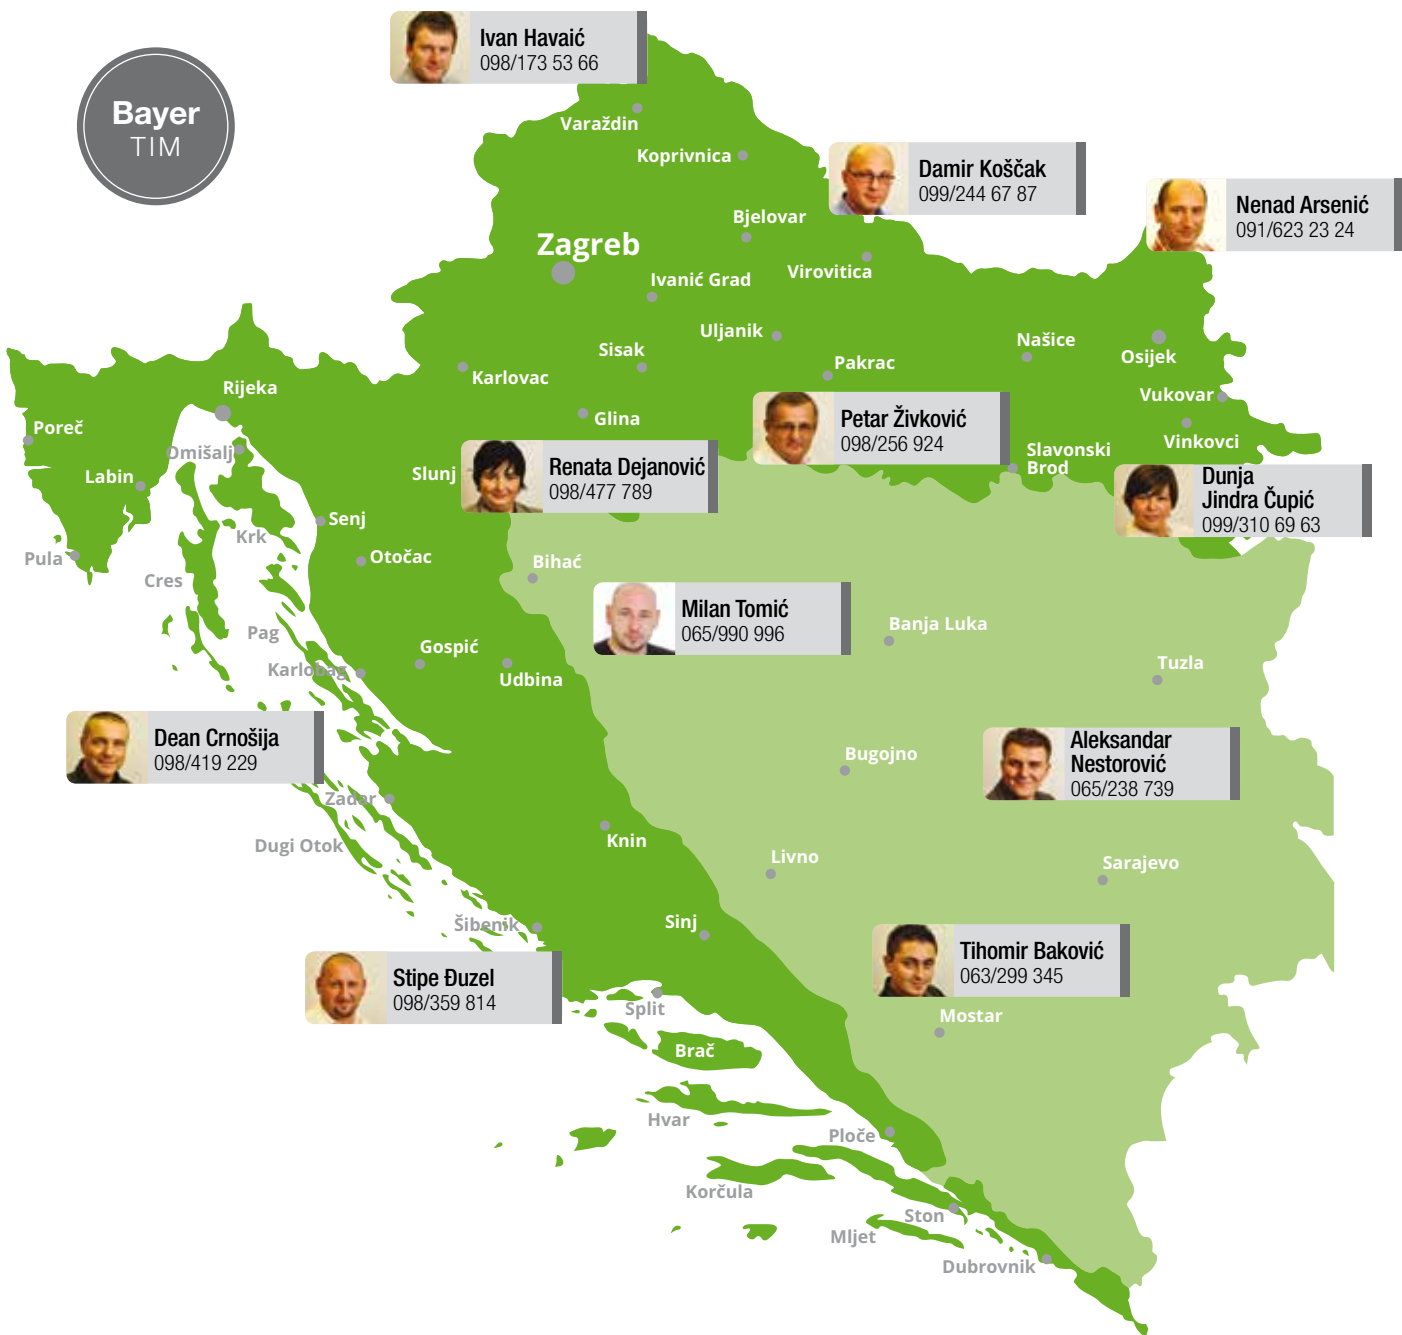 Ivan Havaić
098/173 53 66
Bayer
TIM
Varaždin
Koprivnica
Damir Koščak
099/244 67 87
Nenad Arsenić
091/623 23 24
Bjelovar
Zagreb
Virovitica
Ivanić Grad
Uljanik
Našice
Sisak
Osijek
Pakrac
Karlovac
Rijeka
Vukovar
Glina
Petar Živković
098/256 924
Poreč
Vinkovci
Slavonski
Brod
Omišalj
Renata Dejanović
098/477 789
Slunj
Labin
Dunja
Jindra Čupić
099/310 69 63
Senj
Krk
Pula
Otočac
Bihać
Cres
Milan Tomić
065/990 996
Banja Luka
Pag
Gospić
Karlobag
Udbina
Tuzla
Dean Crnošija
098/419 229
Bugojno
Aleksandar
Nestorović
065/238 739
Zadar
Dugi Otok
Knin
Livno
Sarajevo
Šibenik
Sinj
Tihomir Baković
063/299 345
Stipe Đuzel
098/359 814
Split
Mostar
Brač
Hvar
Ploče
Korčula
Ston
Mljet
Dubrovnik